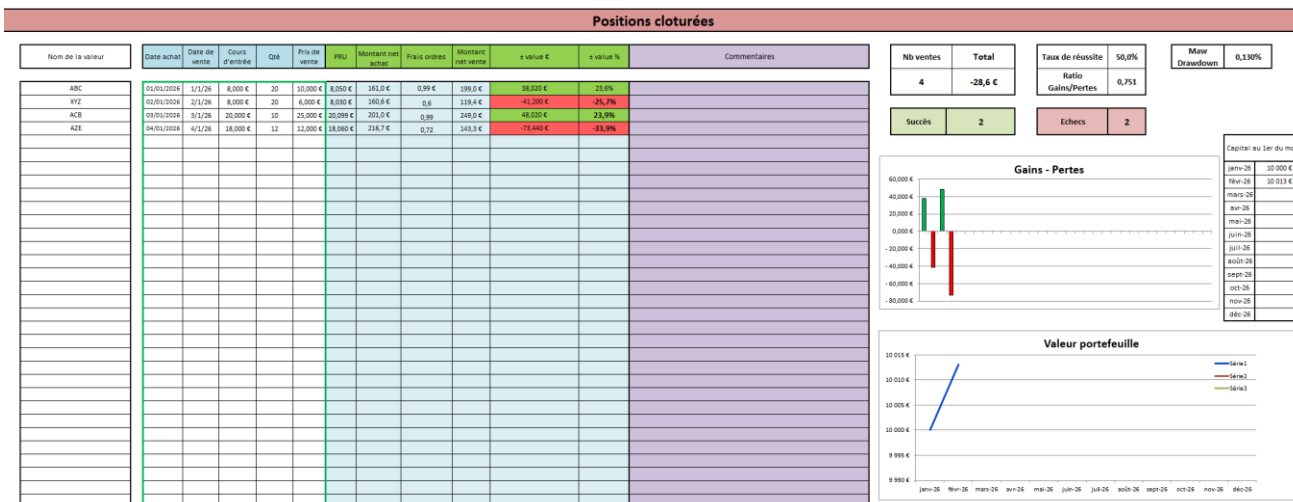 Positions cloturées
Nom de la valeur Date achat Date de vente Cours d'entrée Qté Prix de vente PRU Montant net achat Frais ordres Montant net vente ± value € ± value % Commentaires
ABC 01/01/2026 1/1/26 8,000 € 20 10,000 € 8,050 € 161,0 € 0,99 € 199,0 € 38,020 € 23,6%
XYZ 02/01/2026 2/1/26 8,000 € 20 6,000 € 8,030 € 160,6 € 0,6 119,4 € -41,200 € -25,7%
ACB 03/01/2026 3/1/26 20,000 € 10 25,000 € 20,099 € 201,0 € 0,99 249,0 € 48,020 € 23,9%
AZE 04/01/2026 4/1/26 18,000 € 12 12,000 € 18,060 € 216,7 € 0,72 143,3 € -73,440 € -33,9%
Nb ventes Total
4 -28,6 €
Taux de réussite 50,0%
Ratio Gains/Pertes 0,751
Maw Drawdown 0,130%
Succès 2
Echecs 2
Capital au 1er du mo
janv-26 10 000 €
févr-26 10 013 €
mars-26
avr-26
mai-26
juin-26
juil-26
août-26
sept-26
oct-26
nov-26
déc-26
Gains - Pertes
60,000 €
40,000 €
20,000 €
0,000 €
- 20,000 €
- 40,000 €
- 60,000 €
- 80,000 €
Valeur portefeuille
10 015 €
10 010 €
10 005 €
10 000 €
9 995 €
9 990 €
Série1
Série2
Série3
janv-26 févr-26 mars-26 avr-26 mai-26 juin-26 juil-26 août-26 sept-26 oct-26 nov-26 déc-26